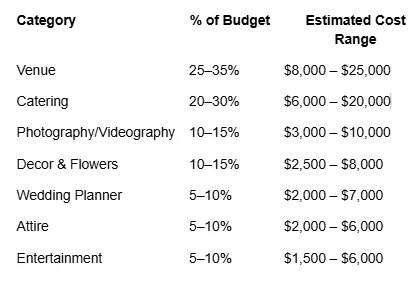 Category % of Budget Estimated Cost
Range
Venue 25–35% $8,000 – $25,000
Catering 20–30% $6,000 – $20,000
Photography/Videography 10–15% $3,000 – $10,000
Decor & Flowers 10–15% $2,500 – $8,000
Wedding Planner 5–10% $2,000 – $7,000
Attire 5–10% $2,000 – $6,000
Entertainment 5–10% $1,500 – $6,000